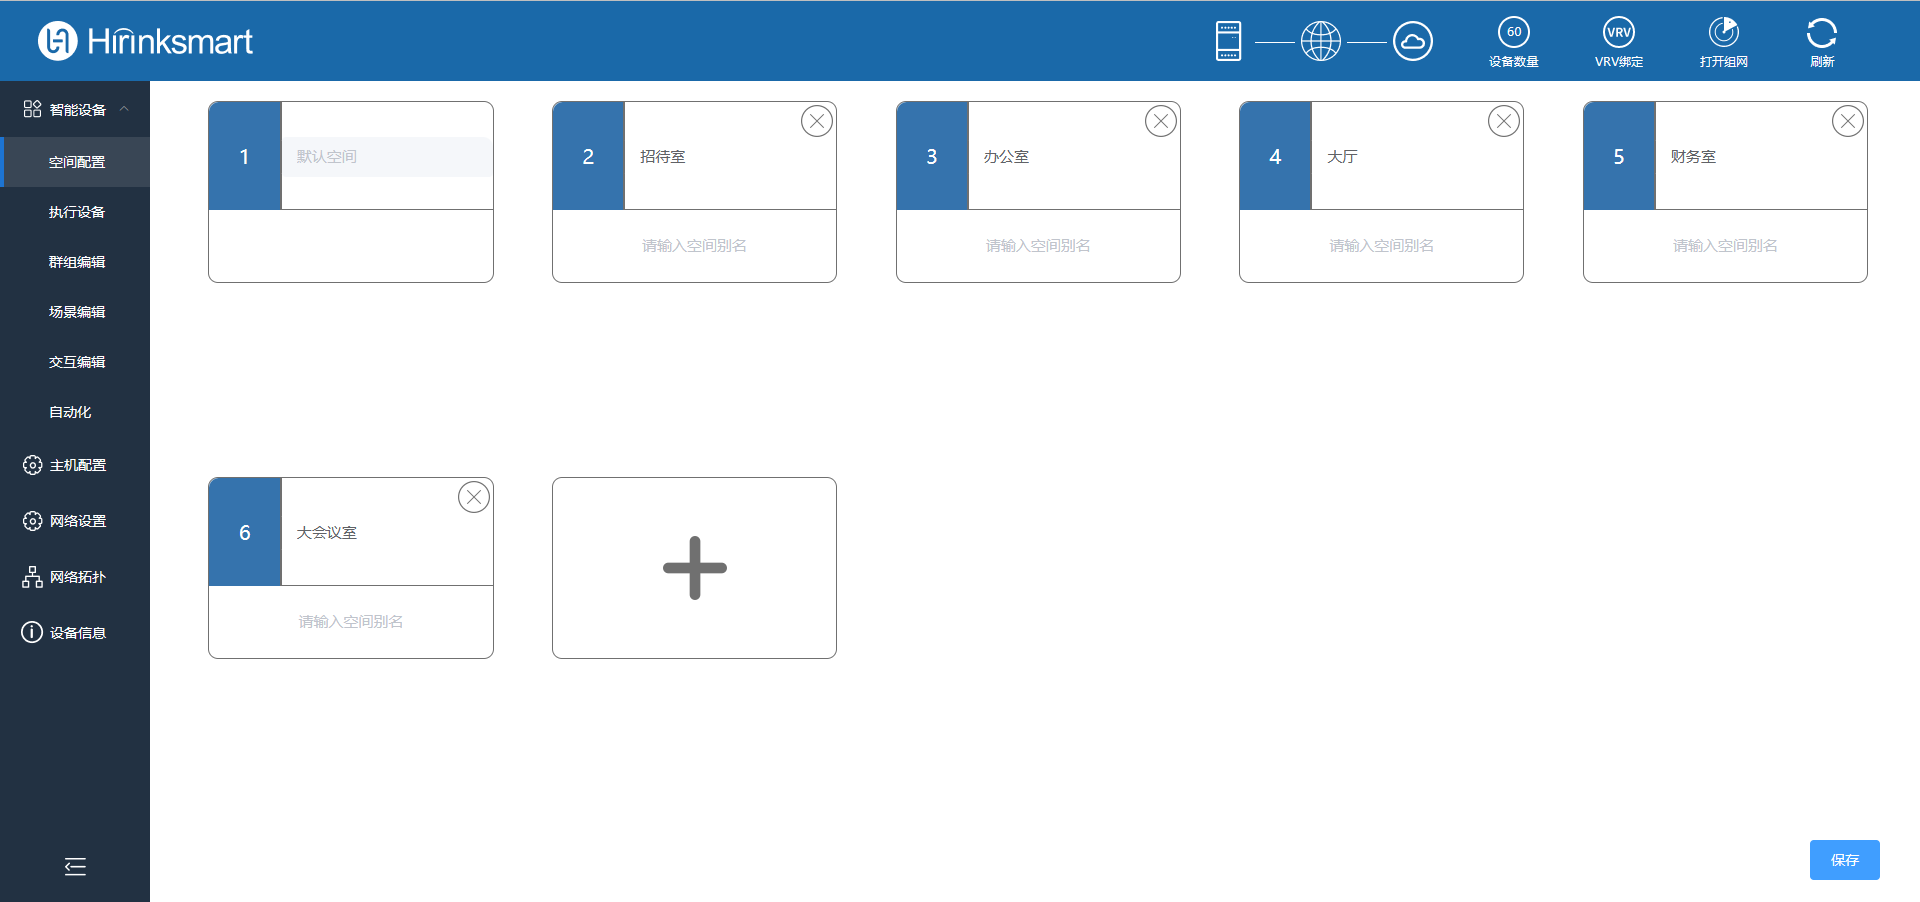 Hirinksmart
60
设备数量
VRV
VRV绑定
打开组网
刷新
智能设备
空间配置
执行设备
群组编辑
场景编辑
交互编辑
自动化
主机配置
网络设置
网络拓扑
设备信息
1
默认空间
2
招待室
请输入空间别名
3
办公室
请输入空间别名
4
大厅
请输入空间别名
5
财务室
请输入空间别名
6
大会议室
请输入空间别名
保存